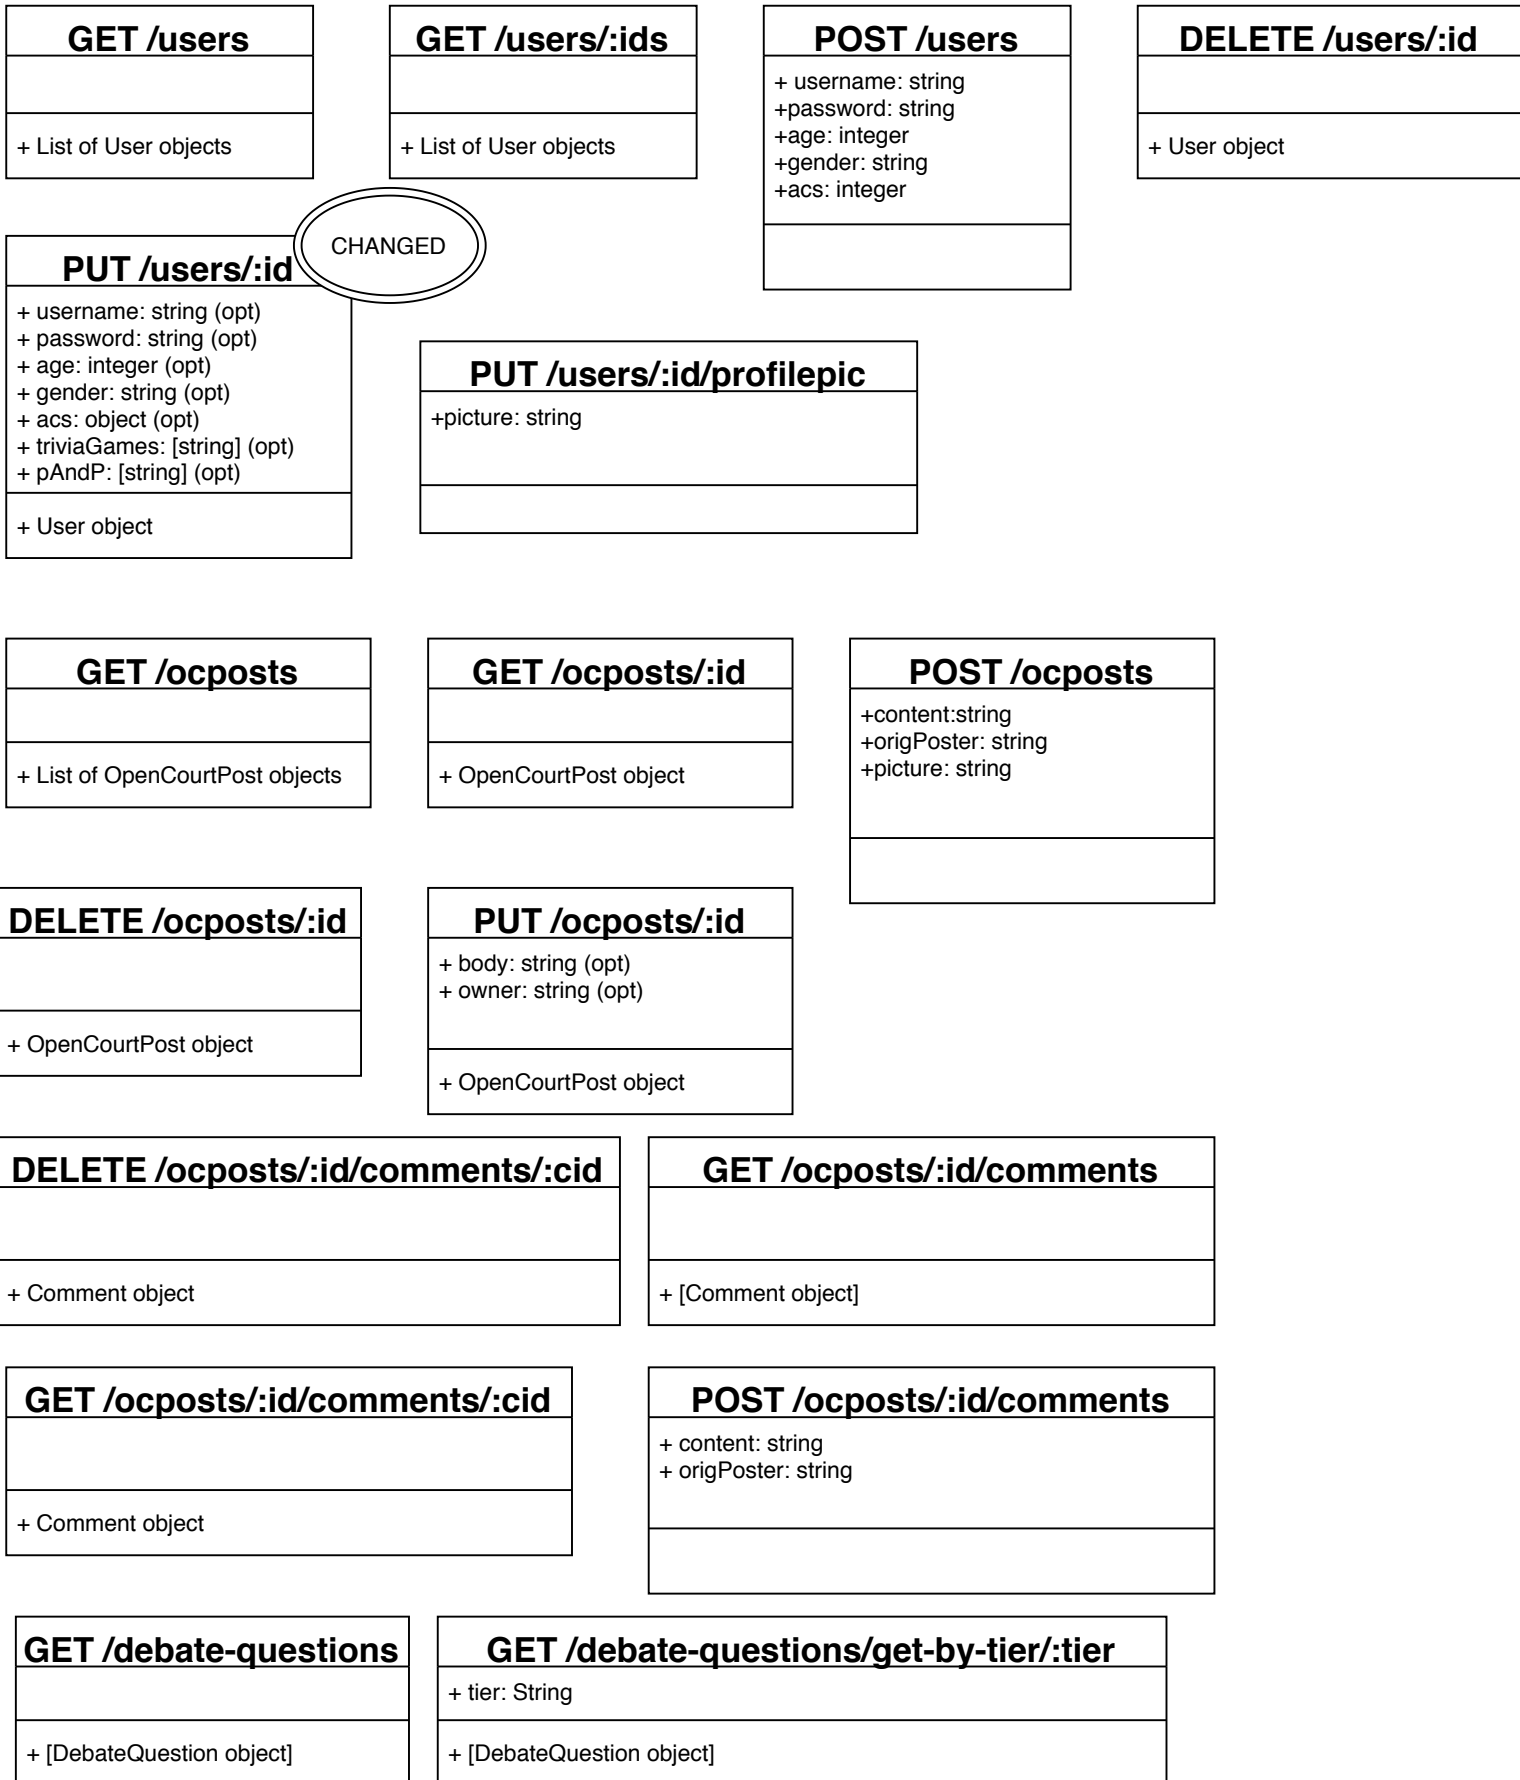 GET /users
+ List of User objects
GET /users/:ids
+ List of User objects
POST /users
+ username: string
+password: string
+age: integer
+gender: string
+acs: integer
DELETE /users/:id
+ User object
CHANGED
PUT /users/:id
+ username: string (opt)
+ password: string (opt)
+ age: integer (opt)
+ gender: string (opt)
+ acs: object (opt)
+ triviaGames: [string] (opt)
+ pAndP: [string] (opt)
+ User object
PUT /users/:id/profilepic
+picture: string
GET /ocposts
+ List of OpenCourtPost objects
GET /ocposts/:id
+ OpenCourtPost object
POST /ocposts
+content:string
+origPoster: string
+picture: string
DELETE /ocposts/:id
+ OpenCourtPost object
PUT /ocposts/:id
+ body: string (opt)
+ owner: string (opt)
+ OpenCourtPost object
DELETE /ocposts/:id/comments/:cid
+ Comment object
GET /ocposts/:id/comments
+ [Comment object]
GET /ocposts/:id/comments/:cid
+ Comment object
POST /ocposts/:id/comments
+ content: string
+ origPoster: string
GET /debate-questions
+ [DebateQuestion object]
GET /debate-questions/get-by-tier/:tier
+ tier: String
+ [DebateQuestion object]